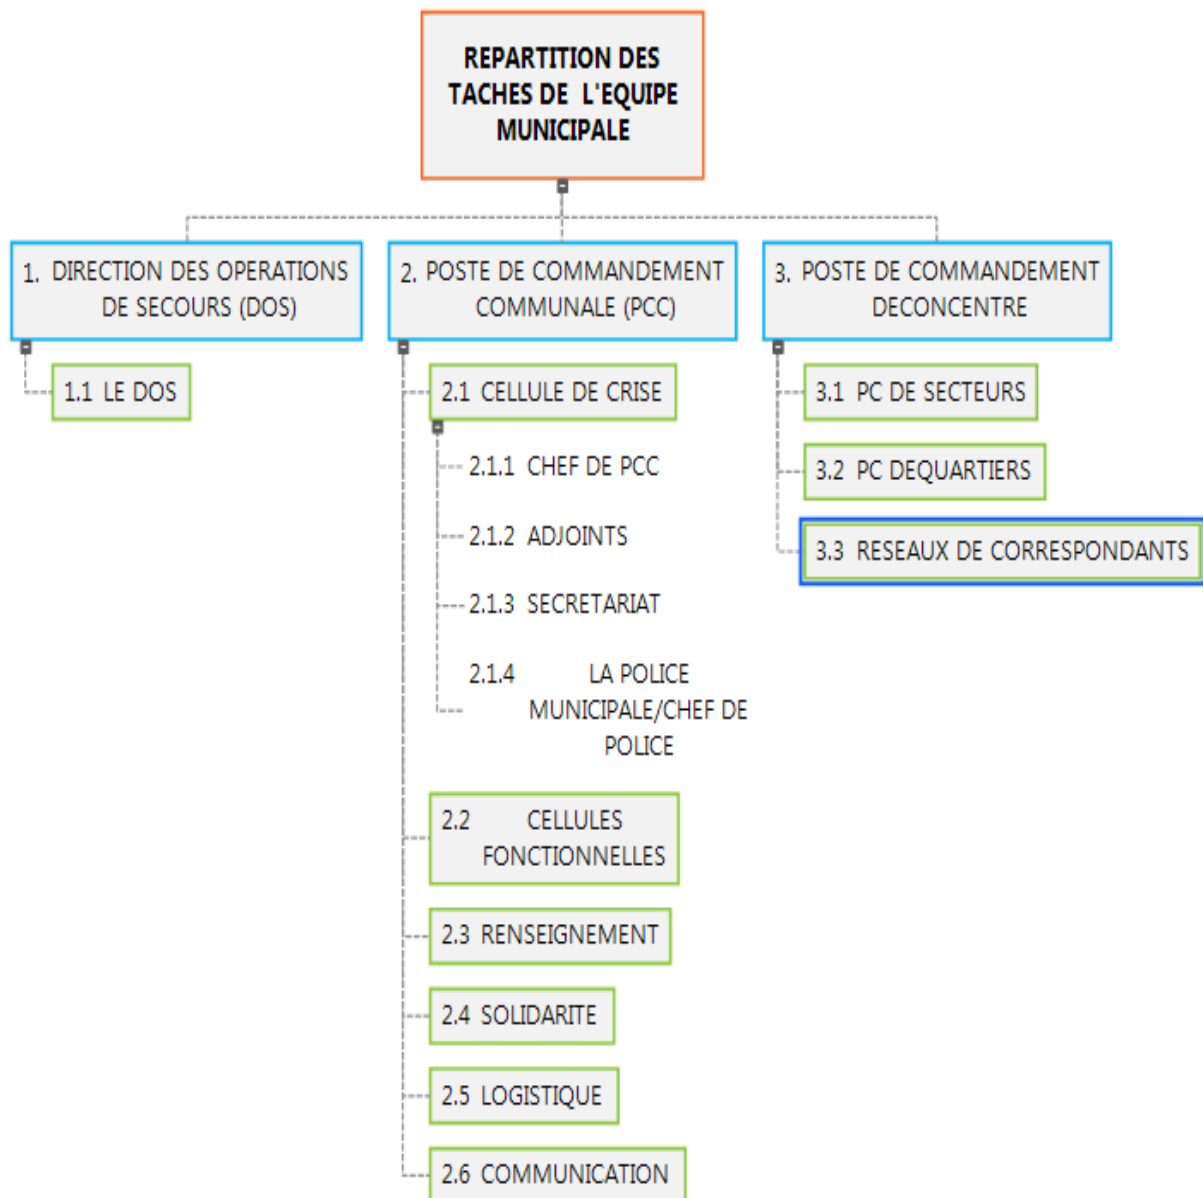 REPARTITION DES
TACHES DE L'EQUIPE
MUNICIPALE
1. DIRECTION DES OPERATIONS
DE SECOURS (DOS)
1.1 LE DOS
2. POSTE DE COMMANDEMENT
COMMUNALE (PCC)
2.1 CELLULE DE CRISE
2.1.1 CHEF DE PCC
2.1.2 ADJOINTS
2.1.3 SECRETARIAT
2.1.4 LA POLICE
MUNICIPALE/CHEF DE
POLICE
2.2 CELLULES
FONCTIONNELLES
2.3 RENSEIGNEMENT
2.4 SOLIDARITE
2.5 LOGISTIQUE
2.6 COMMUNICATION
3. POSTE DE COMMANDEMENT
DECONCENTRE
3.1 PC DE SECTEURS
3.2 PC DEQUARTIERS
3.3 RESEAUX DE CORRESPONDANTS